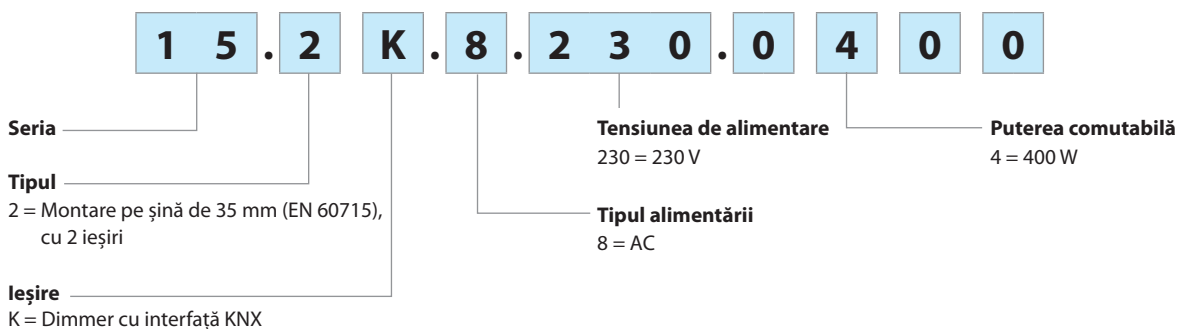 1 5 . 2 K . 8 . 2 3 0 . 0 4 0 0
Seria
Tensiunea de alimentare
Puterea comutabilă
230 = 230 V
4 = 400 W
Tipul
2 = Montare pe șină de 35 mm (EN 60715),
cu 2 ieșiri
Tipul alimentării
8 = AC
Ieșire
K = Dimmer cu interfață KNX